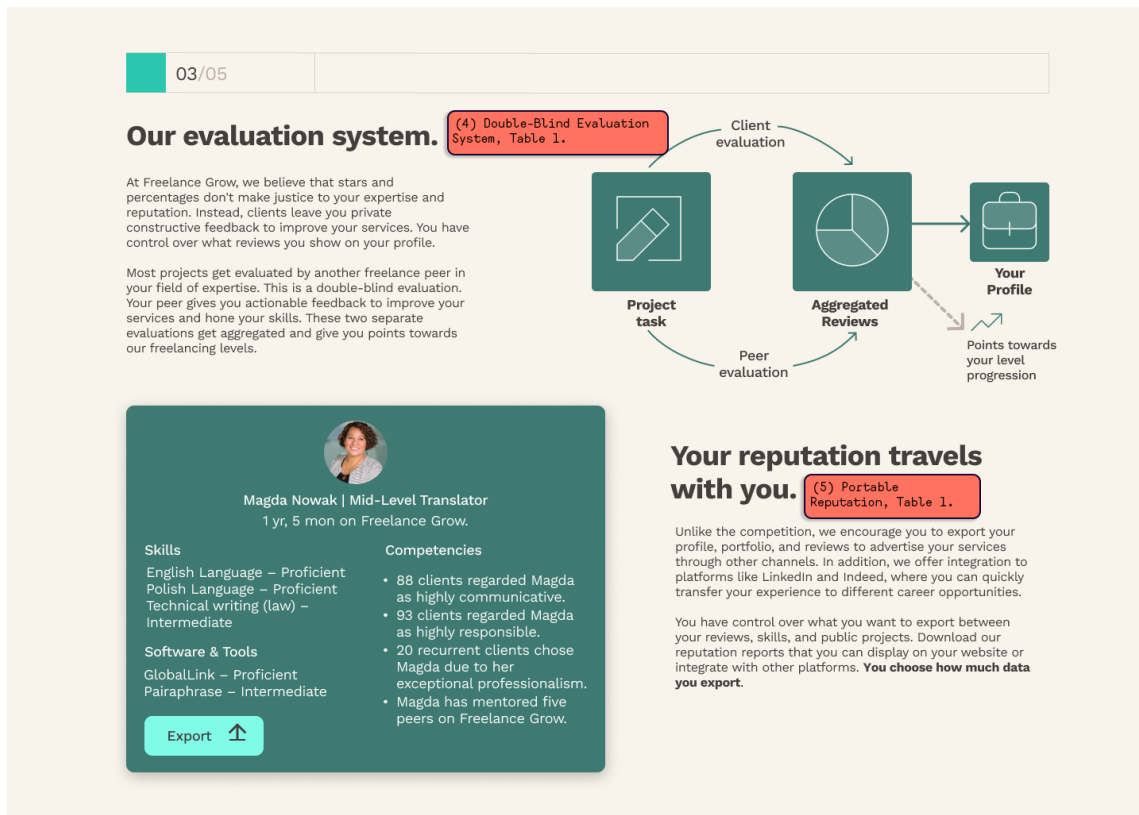 03/05
Our evaluation system.
(4) Double-Blind Evaluation
System, Table 1.
At Freelance Grow, we believe that stars and
percentages don't make justice to your expertise and
reputation. Instead, clients leave you private
constructive feedback to improve your services. You have
control over what reviews you show on your profile.
Most projects get evaluated by another freelance peer in
your field of expertise. This is a double-blind evaluation.
Your peer gives you actionable feedback to improve your
services and hone your skills. These two separate
evaluations get aggregated and give you points towards
our freelancing levels.
Client
evaluation
Project
task
Aggregated
Reviews
Your
Profile
Peer
evaluation
Points towards
your level
progression
Magda Nowak | Mid-Level Translator
1 yr, 5 mon on Freelance Grow.
Skills
English Language – Proficient
Polish Language – Proficient
Technical writing (law) –
Intermediate
Software & Tools
GlobalLink – Proficient
Pairaphrase – Intermediate
Export
Competencies
• 88 clients regarded Magda
as highly communicative.
• 93 clients regarded Magda
as highly responsible.
• 20 recurrent clients chose
Magda due to her
exceptional professionalism.
• Magda has mentored five
peers on Freelance Grow.
Your reputation travels
with you.
(5) Portable
Reputation, Table 1.
Unlike the competition, we encourage you to export your
profile, portfolio, and reviews to advertise your services
through other channels. In addition, we offer integration to
platforms like LinkedIn and Indeed, where you can quickly
transfer your experience to different career opportunities.
You have control over what you want to export between
your reviews, skills, and public projects. Download our
reputation reports that you can display on your website or
integrate with other platforms. You choose how much data
you export.